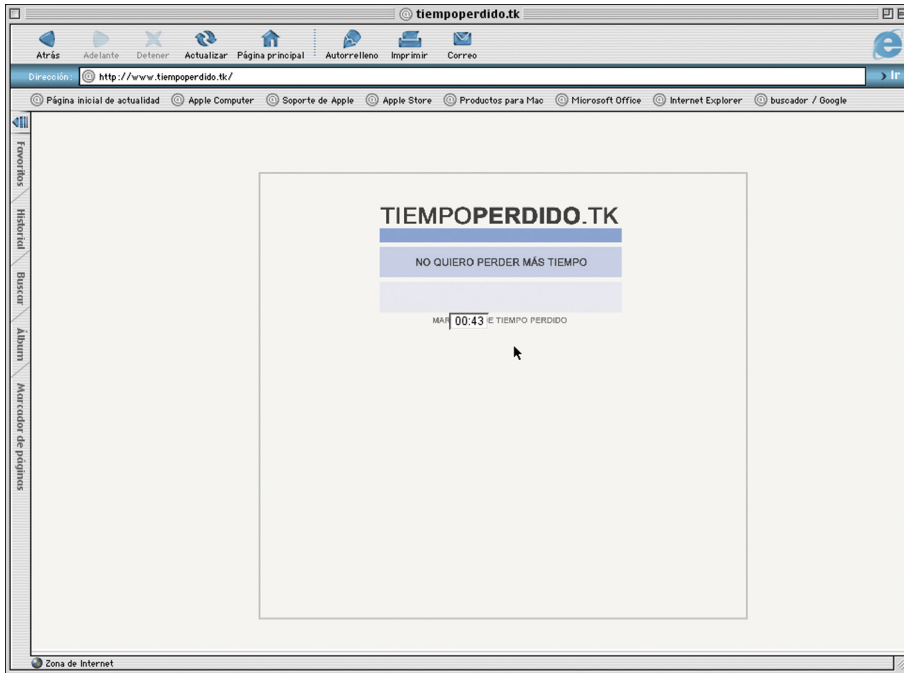 tiempoperdido.tk
Atrás Adelante Detener Actualizar Página principal Autorrelleno Imprimir Correo
Dirección: http://www.tiempoperdido.tk/ Ir
Página inicial de actualidad Apple Computer Soporte de Apple Apple Store Productos para Mac Microsoft Office Internet Explorer buscador / Google
Favoritos
Historial
Buscar
Álbum
Marcador de páginas
TIEMPOPERDIDO.TK
NO QUIERO PERDER MÁS TIEMPO
00:43 E TIEMPO PERDIDO
Zona de Internet